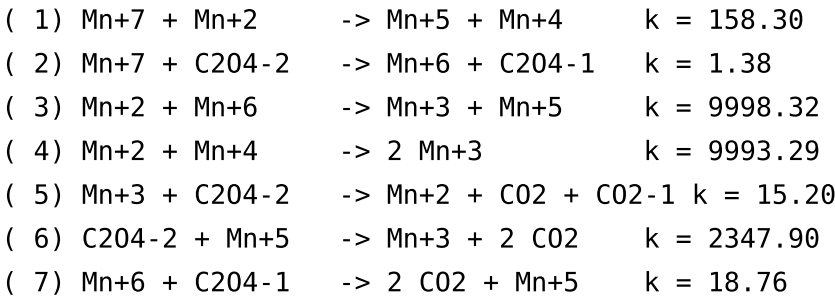 ( 1) Mn+7 + Mn+2 -> Mn+5 + Mn+4 k = 158.30
( 2) Mn+7 + C2O4-2 -> Mn+6 + C2O4-1 k = 1.38
( 3) Mn+2 + Mn+6 -> Mn+3 + Mn+5 k = 9998.32
( 4) Mn+2 + Mn+4 -> 2 Mn+3 k = 9993.29
( 5) Mn+3 + C2O4-2 -> Mn+2 + CO2 + CO2-1 k = 15.20
( 6) C2O4-2 + Mn+5 -> Mn+3 + 2 CO2 k = 2347.90
( 7) Mn+6 + C2O4-1 -> 2 CO2 + Mn+5 k = 18.76